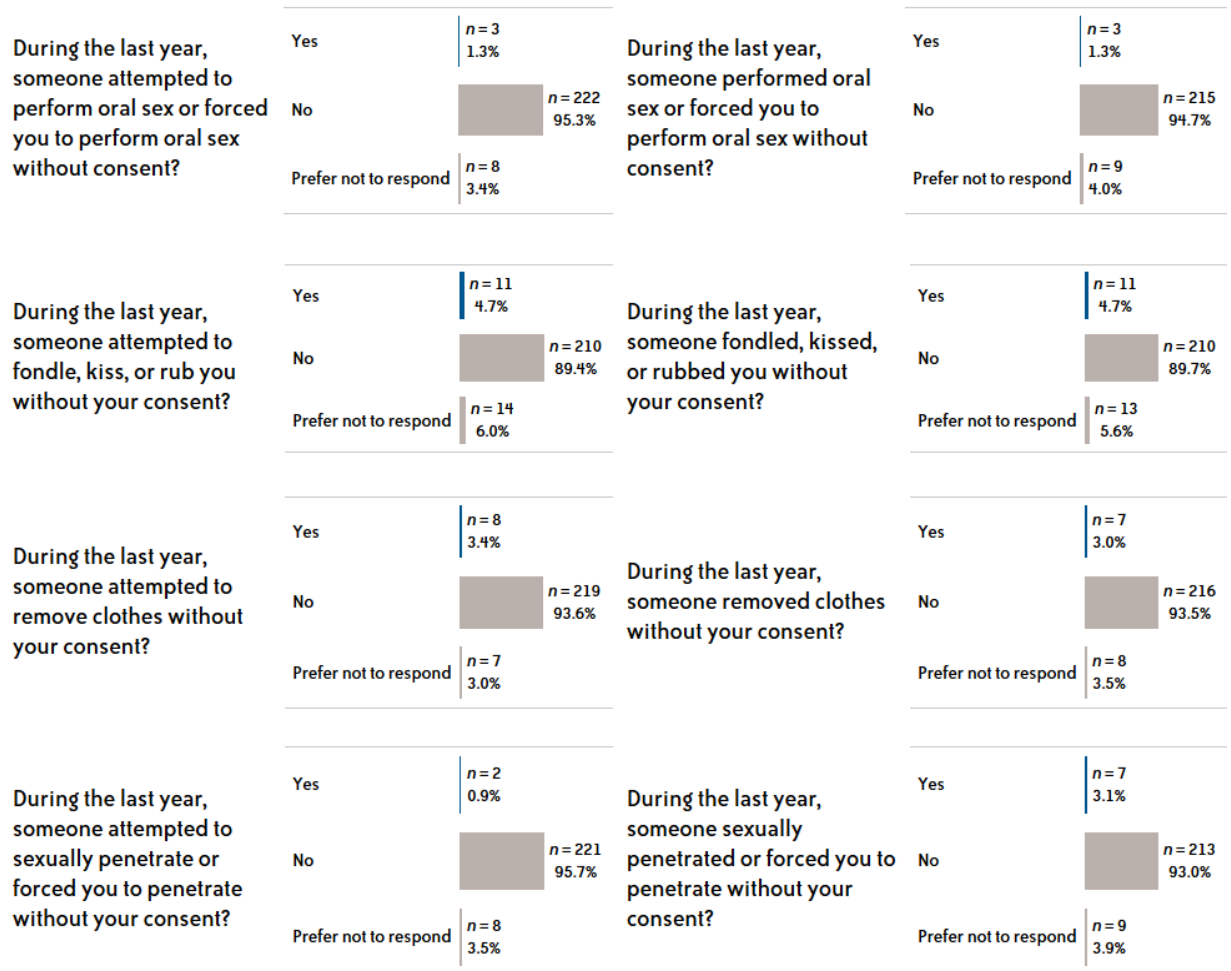 During the last year,
someone attempted to
perform oral sex or forced
you to perform oral sex
without consent?
Yes
n = 3
1.3%
No
n = 222
95.3%
Prefer not to respond
n = 8
3.4%
During the last year,
someone performed oral
sex or forced you to
perform oral sex without
consent?
Yes
n = 3
1.3%
No
n = 215
94.7%
Prefer not to respond
n = 9
4.0%
During the last year,
someone attempted to
fondle, kiss, or rub you
without your consent?
Yes
n = 11
4.7%
No
n = 210
89.4%
Prefer not to respond
n = 14
6.0%
During the last year,
someone fondled, kissed,
or rubbed you without
your consent?
Yes
n = 11
4.7%
No
n = 210
89.7%
Prefer not to respond
n = 13
5.6%
During the last year,
someone attempted to
remove clothes without
your consent?
Yes
n = 8
3.4%
No
n = 219
93.6%
Prefer not to respond
n = 7
3.0%
During the last year,
someone removed clothes
without your consent?
Yes
n = 7
3.0%
No
n = 216
93.5%
Prefer not to respond
n = 8
3.5%
During the last year,
someone attempted to
sexually penetrate or
forced you to penetrate
without your consent?
Yes
n = 2
0.9%
No
n = 221
95.7%
Prefer not to respond
n = 8
3.5%
During the last year,
someone sexually
penetrated or forced you to
penetrate without your
consent?
Yes
n = 7
3.1%
No
n = 213
93.0%
Prefer not to respond
n = 9
3.9%